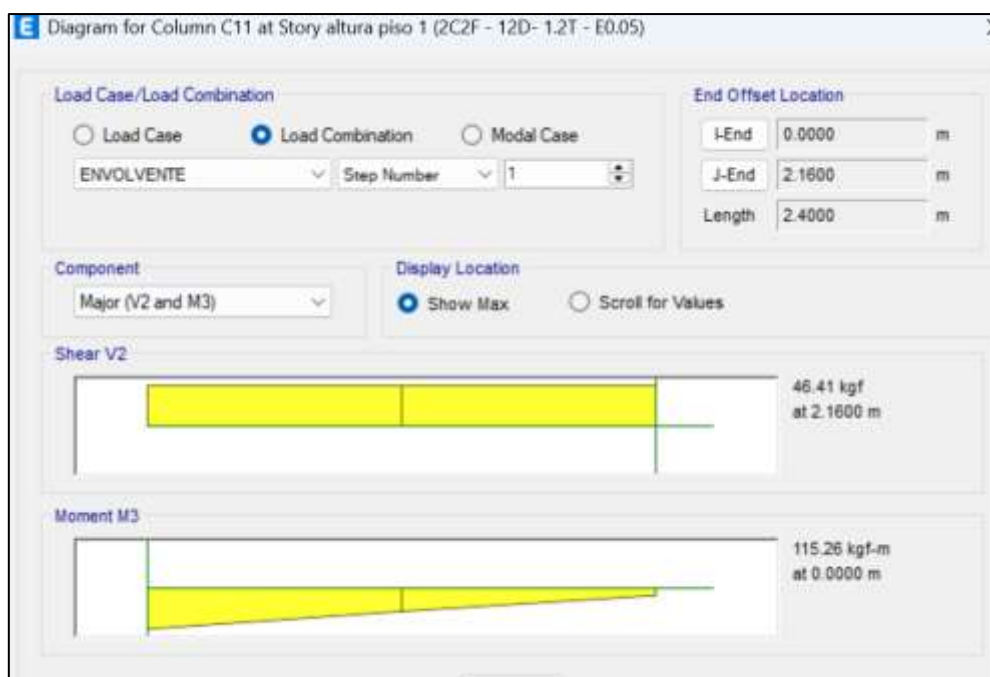 E Diagram for Column C11 at Story altura piso 1 (2C2F - 12D- 1.2T - E0.05)
Load Case/Load Combination
Load Case Load Combination Modal Case
ENVOLVENTE Step Number 1
End Offset Location
I-End 0.0000 m
J-End 2.1600 m
Length 2.4000 m
Component
Major (V2 and M3)
Display Location
Show Max Scroll for Values
Shear V2
46.41 kgf
at 2.1600 m
Moment M3
115.26 kgf-m
at 0.0000 m